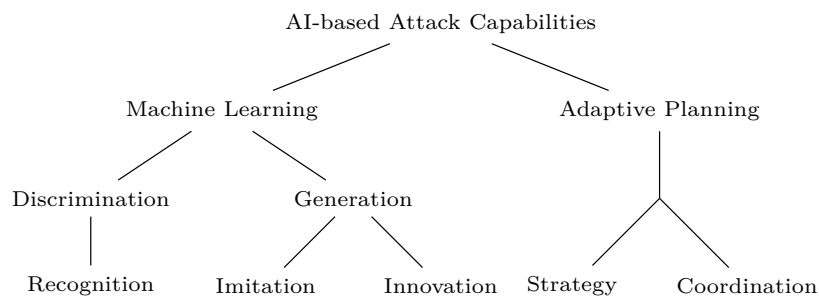 AI-based Attack Capabilities
Machine Learning
Adaptive Planning
Discrimination
Generation
Recognition
Imitation
Innovation
Strategy
Coordination